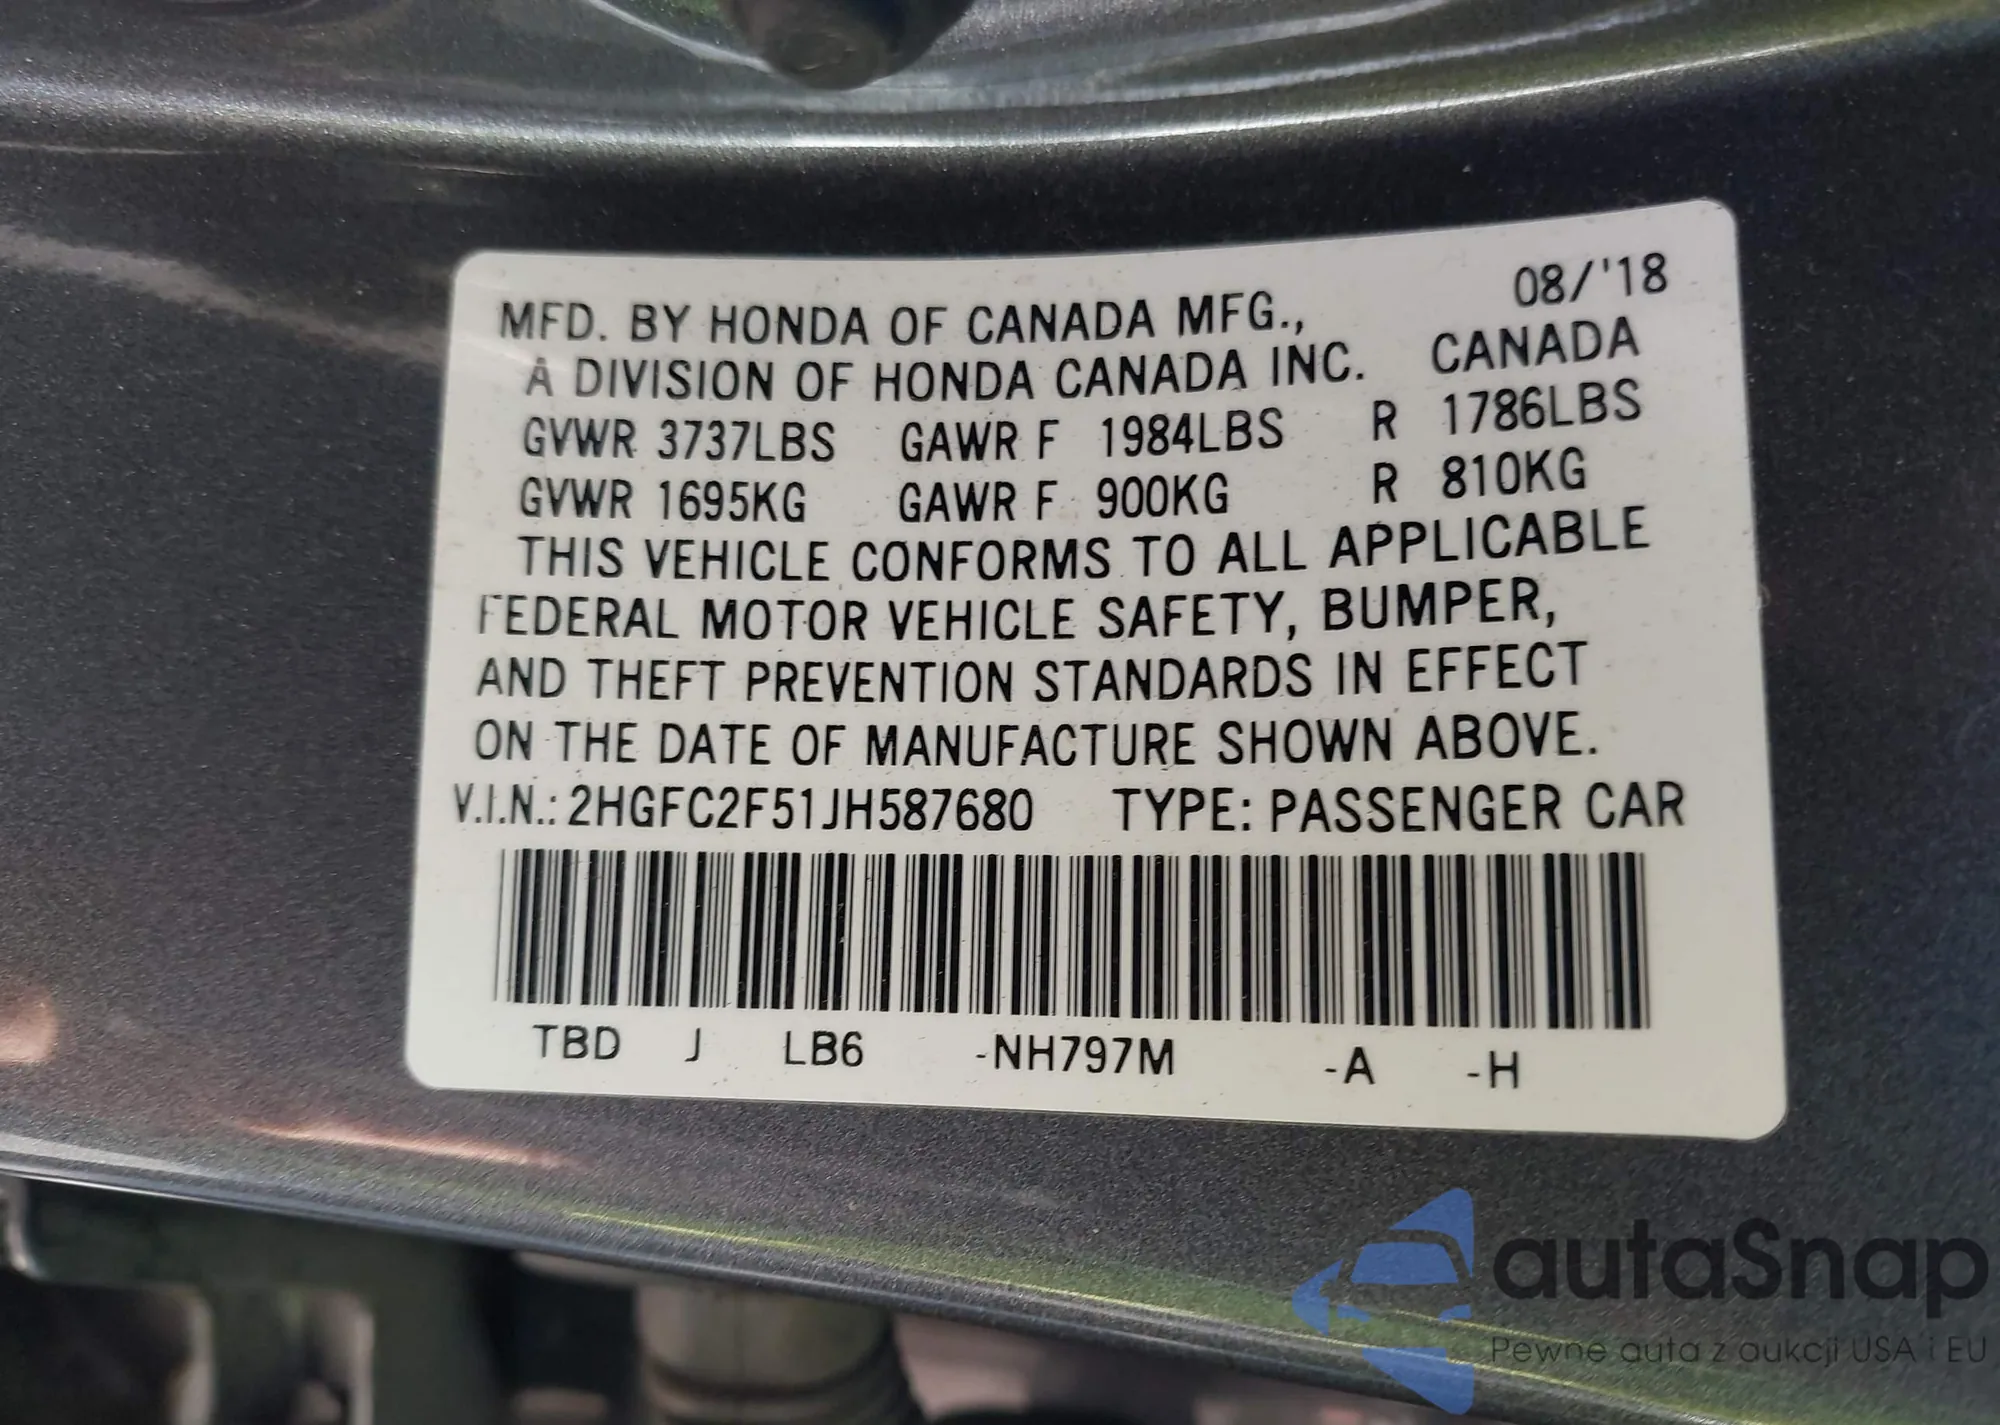 08/'18
MFD. BY HONDA OF CANADA MFG.,
A DIVISION OF HONDA CANADA INC. CANADA
GVWR 3737LBS GAWR F 1984LBS R 1786LBS
GVWR 1695KG GAWR F 900KG R 810KG
THIS VEHICLE CONFORMS TO ALL APPLICABLE
FEDERAL MOTOR VEHICLE SAFETY, BUMPER,
AND THEFT PREVENTION STANDARDS IN EFFECT
ON THE DATE OF MANUFACTURE SHOWN ABOVE.
V.I.N.: 2HGFC2F51JH587680 TYPE: PASSENGER CAR
TBD J LB6 -NH797M -A -H
autaSnap
Pewne auta z aukcji USA i EU